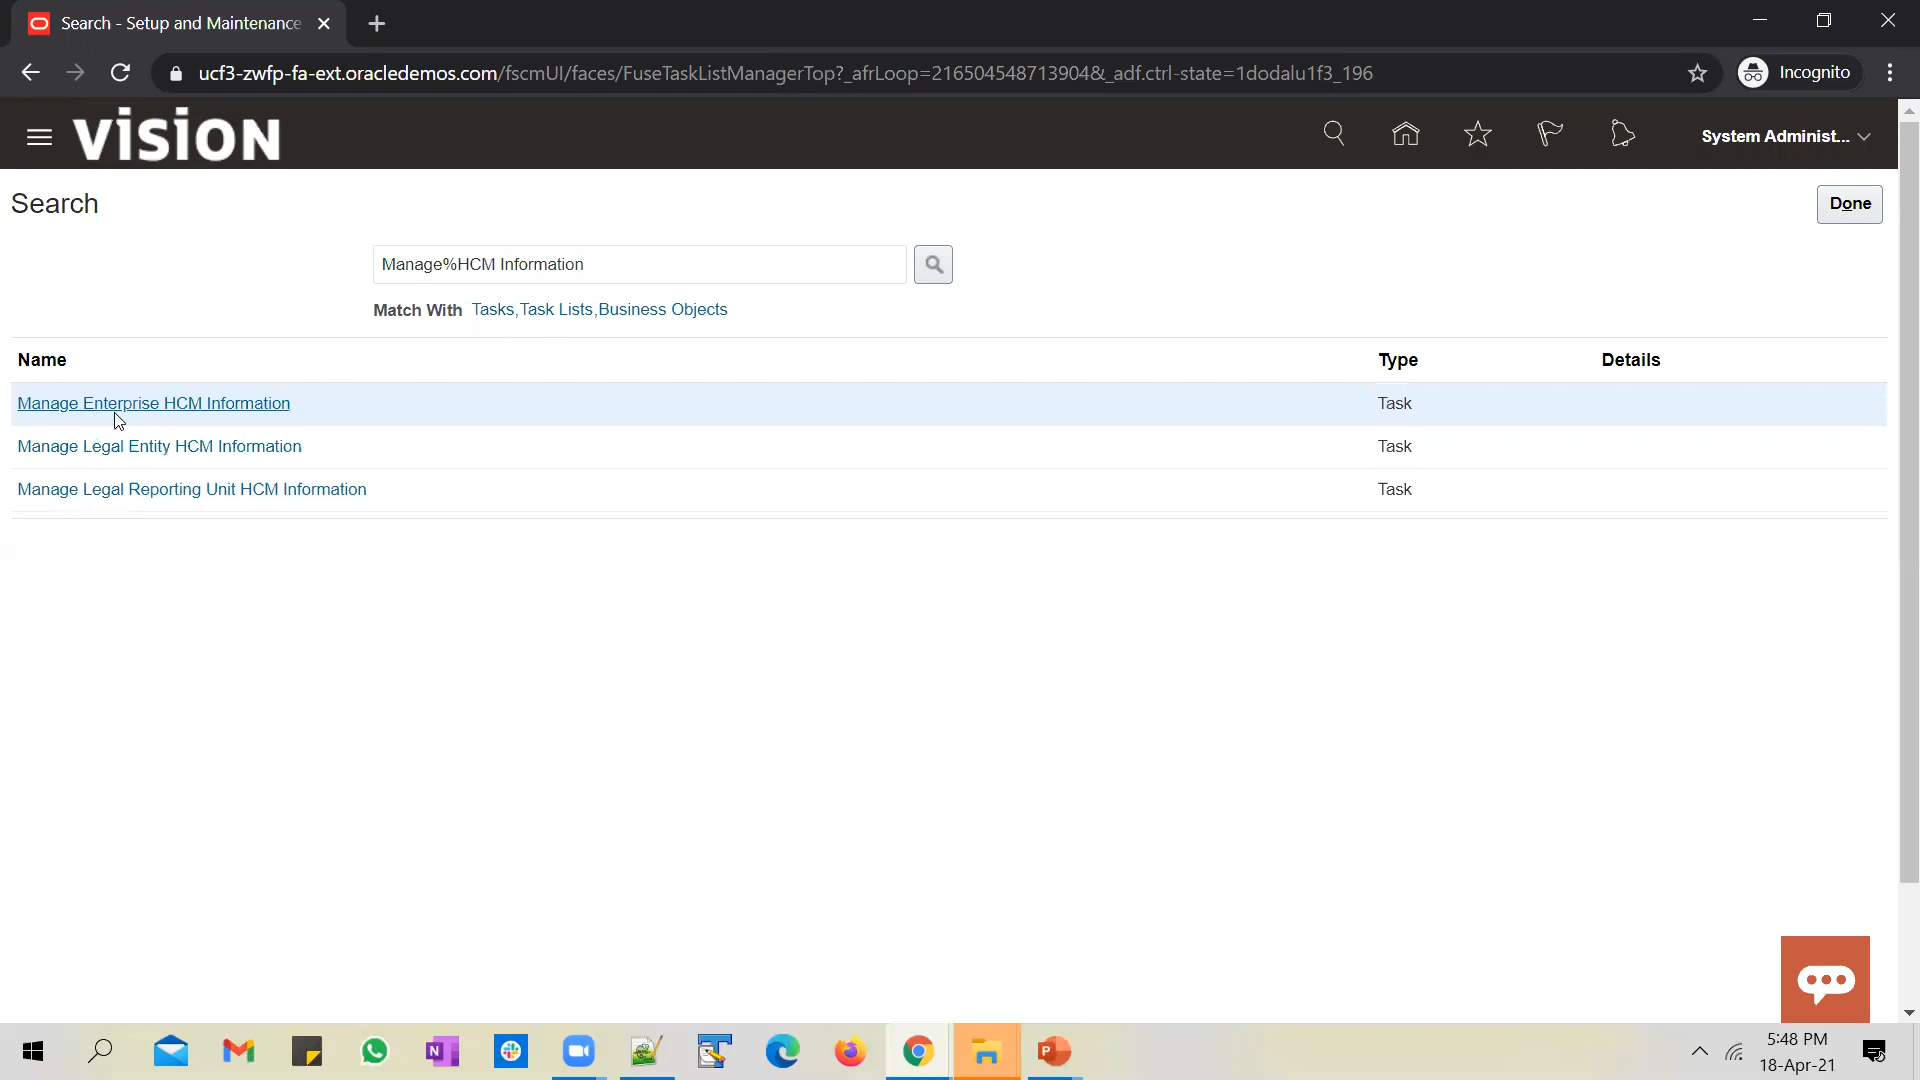 Search - Setup and Maintenance
ucf3-zwfp-fa-ext.oracledemos.com/fscmUI/faces/FuseTaskListManagerTop?_afrLoop=2165045487139​04&_adf.ctrl-state=1dodalu1f3_196
Incognito
vision
System Administ...
Search
Done
Manage%HCM Information
Match With Tasks,Task Lists,Business Objects
Name Type Details
Manage Enterprise HCM Information Task
Manage Legal Entity HCM Information Task
Manage Legal Reporting Unit HCM Information Task
5:48 PM
18-Apr-21